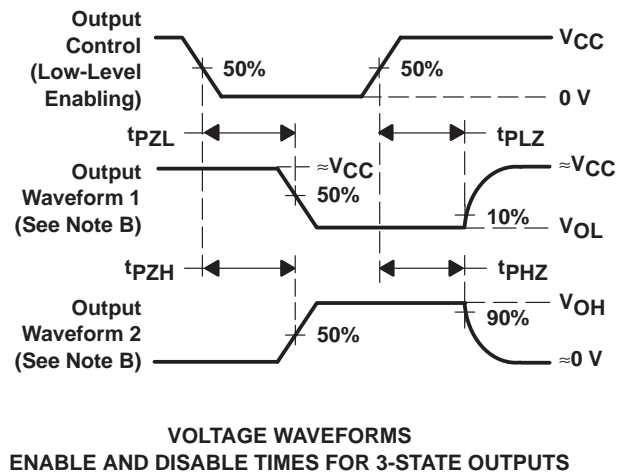 Output
Control
(Low-Level
Enabling)
50%
50%
VCC
0 V
tPZL
tPLZ
Output
Waveform 1
(See Note B)
≈VCC
50%
≈VCC
10%
VOL
tPZH
tPHZ
Output
Waveform 2
(See Note B)
50%
VOH
90%
≈0 V
VOLTAGE WAVEFORMS
ENABLE AND DISABLE TIMES FOR 3-STATE OUTPUTS